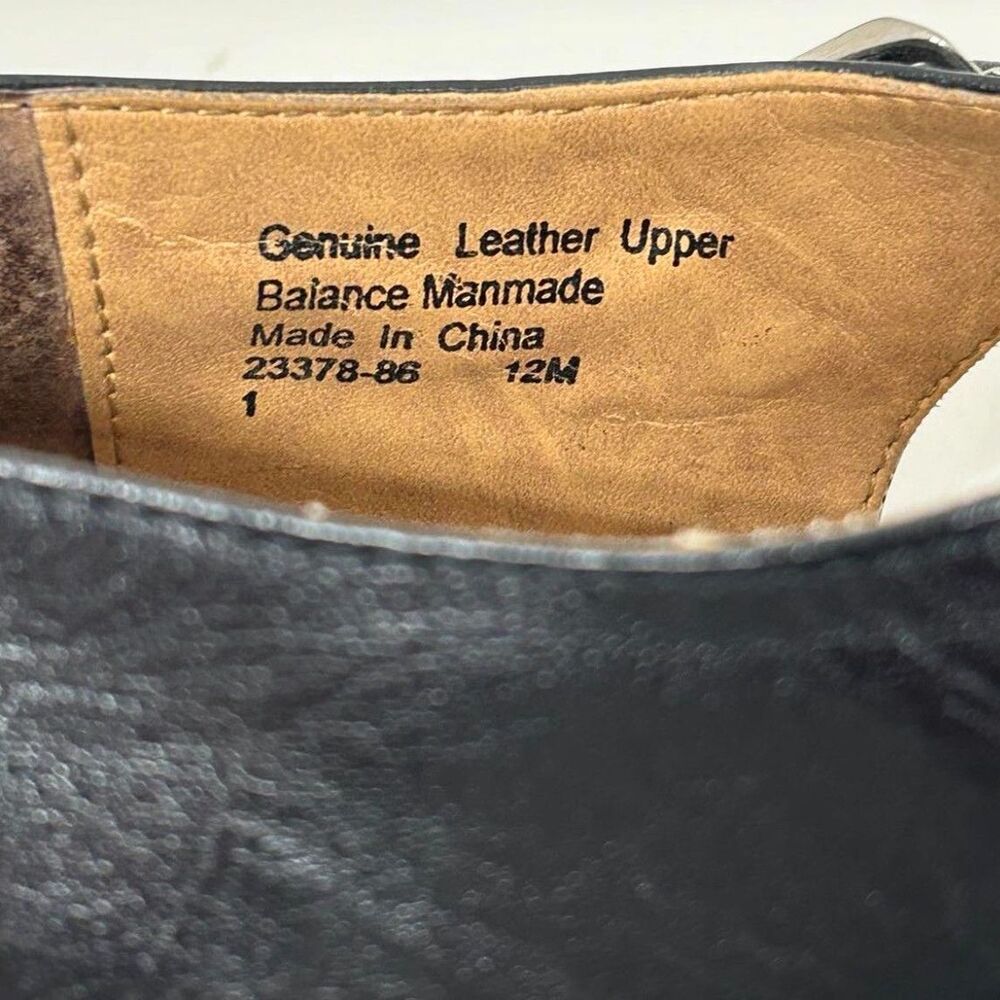 Genuine Leather Upper
Balance Manmade
Made In China
23378-86 12M
1